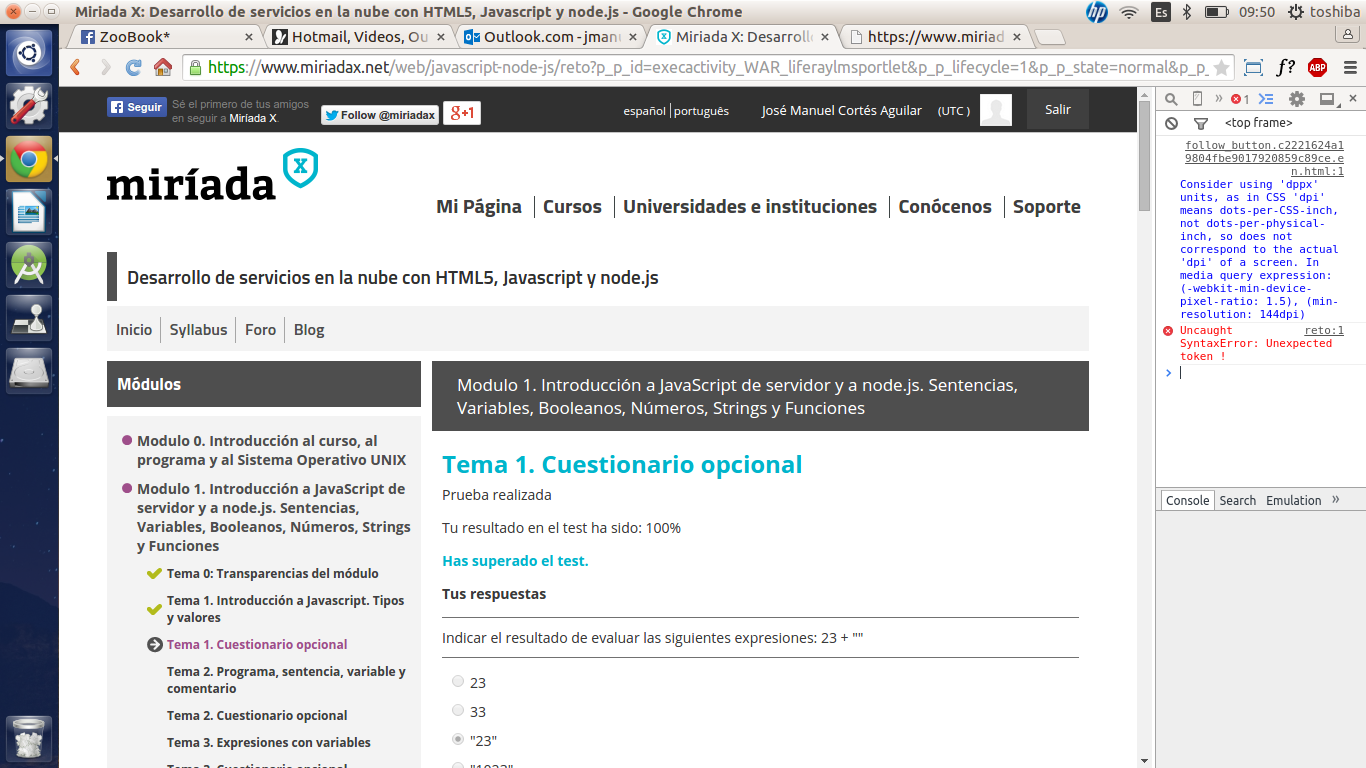 Miriada X: Desarrollo de servicios en la nube con HTML5, Javascript y node.js - Google Chrome
Es
09:50
toshiba
ZooBook*
Hotmail, Videos, Ou
Outlook.com - jmanu
Miriada X: Desarroll
https://www.miriad
https://www.miriadax.net/web/javascript-node-js/reto?p_p_id=execactivity_WAR_liferaylmsportlet&p_p_lifecycle=1&p_p_state=normal&p_p_
f?
ABP
Seguir
Sé el primero de tus amigos
en seguir a Miríada X.
Follow @miriadax
g+1
español
português
José Manuel Cortés Aguilar
(UTC )
Salir
miríada X
Mi Página
Cursos
Universidades e instituciones
Conócenos
Soporte
Desarrollo de servicios en la nube con HTML5, Javascript y node.js
Inicio
Syllabus
Foro
Blog
Módulos
Modulo 0. Introducción al curso, al
programa y al Sistema Operativo UNIX
Modulo 1. Introducción a JavaScript de
servidor y a node.js. Sentencias,
Variables, Booleanos, Números, Strings
y Funciones
Tema 0: Transparencias del módulo
Tema 1. Introducción a Javascript. Tipos
y valores
Tema 1. Cuestionario opcional
Tema 2. Programa, sentencia, variable y
comentario
Tema 2. Cuestionario opcional
Tema 3. Expresiones con variables
Modulo 1. Introducción a JavaScript de servidor y a node.js. Sentencias,
Variables, Booleanos, Números, Strings y Funciones
Tema 1. Cuestionario opcional
Prueba realizada
Tu resultado en el test ha sido: 100%
Has superado el test.
Tus respuestas
Indicar el resultado de evaluar las siguientes expresiones: 23 + ""
23
33
"23"
1
<top frame>
follow_button.c2221624a1
9804fbe9017920859c89ce.e
n.html:1
Consider using 'dppx'
units, as in CSS 'dpi'
means dots-per-CSS-inch,
not dots-per-physical-
inch, so does not
correspond to the actual
'dpi' of a screen. In
media query expression:
(-webkit-min-device-
pixel-ratio: 1.5), (min-
resolution: 144dpi)
Uncaught
reto:1
SyntaxError: Unexpected
token !
Console
Search
Emulation